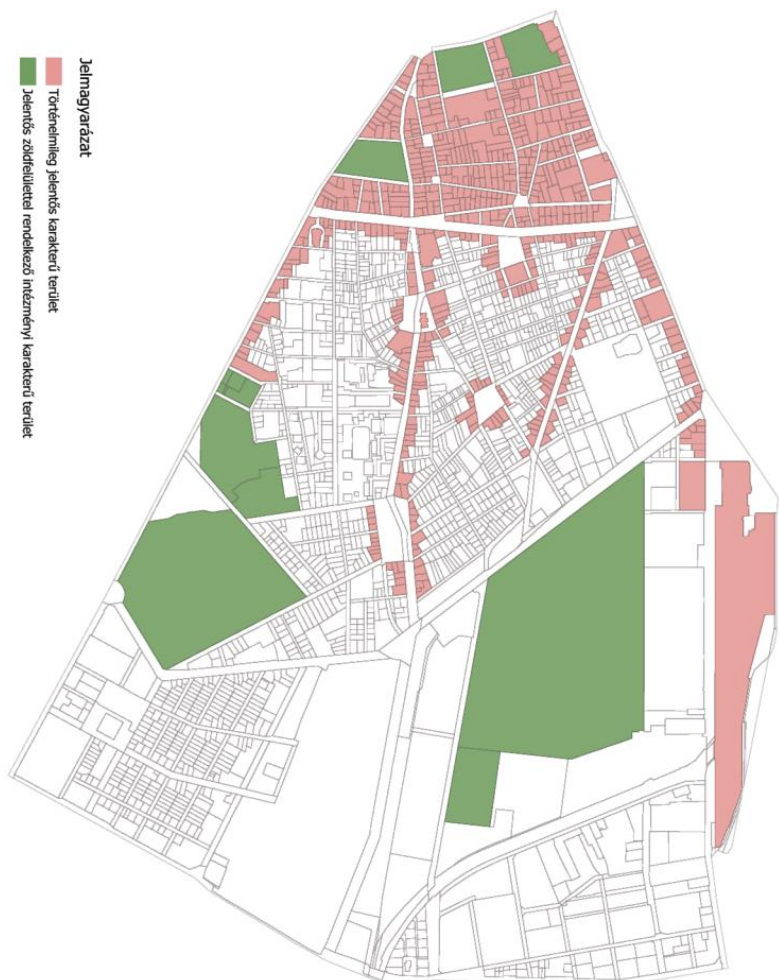 Jelmagyarázat
Történelmileg jelentős karakterű terület
Jelentős zöldfelülettel rendelkező intézményi karakterű terület